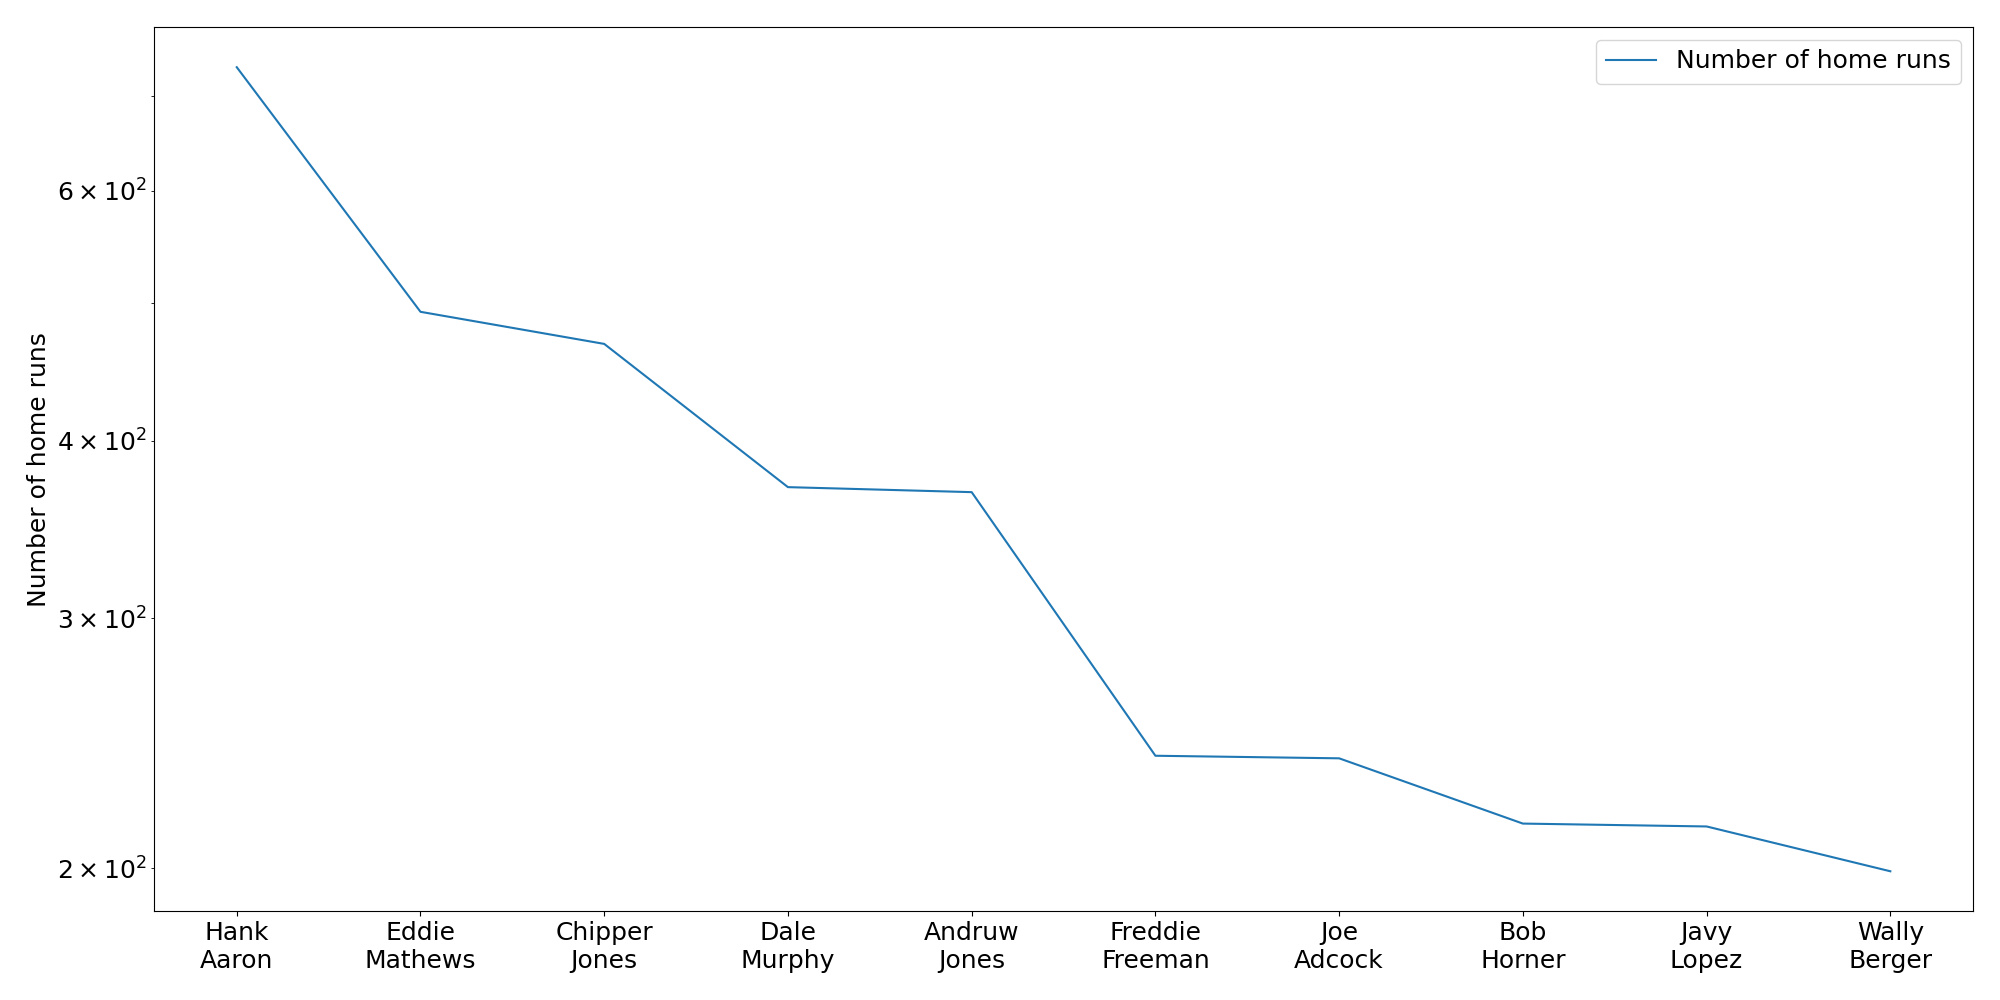 Number of home runs
6 × 10²
4 × 10²
3 × 10²
2 × 10²
Number of home runs
Hank
Aaron
Eddie
Mathews
Chipper
Jones
Dale
Murphy
Andruw
Jones
Freddie
Freeman
Joe
Adcock
Bob
Horner
Javy
Lopez
Wally
Berger